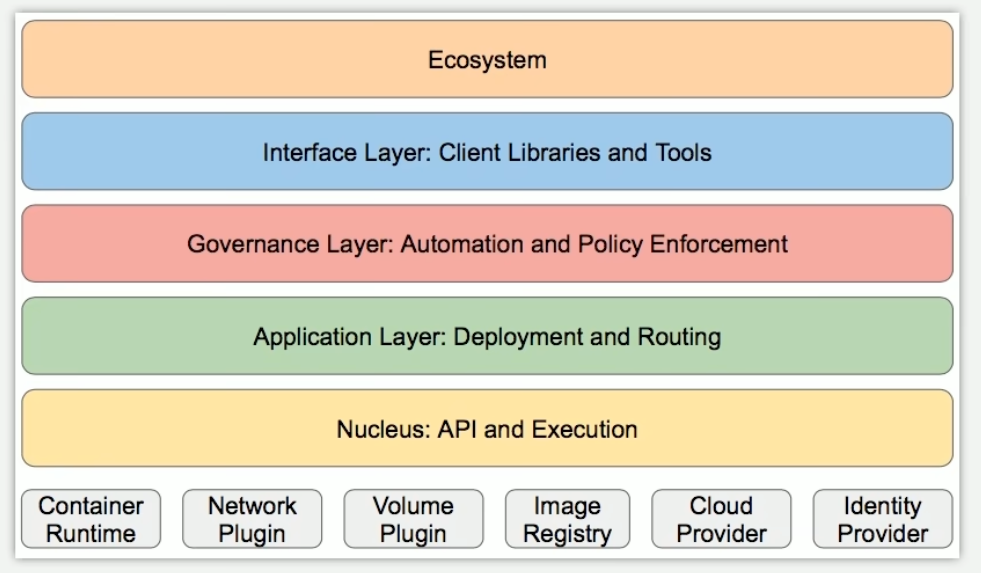 Ecosystem
Interface Layer: Client Libraries and Tools
Governance Layer: Automation and Policy Enforcement
Application Layer: Deployment and Routing
Nucleus: API and Execution
Container
Runtime
Network
Plugin
Volume
Plugin
Image
Registry
Cloud
Provider
Identity
Provider